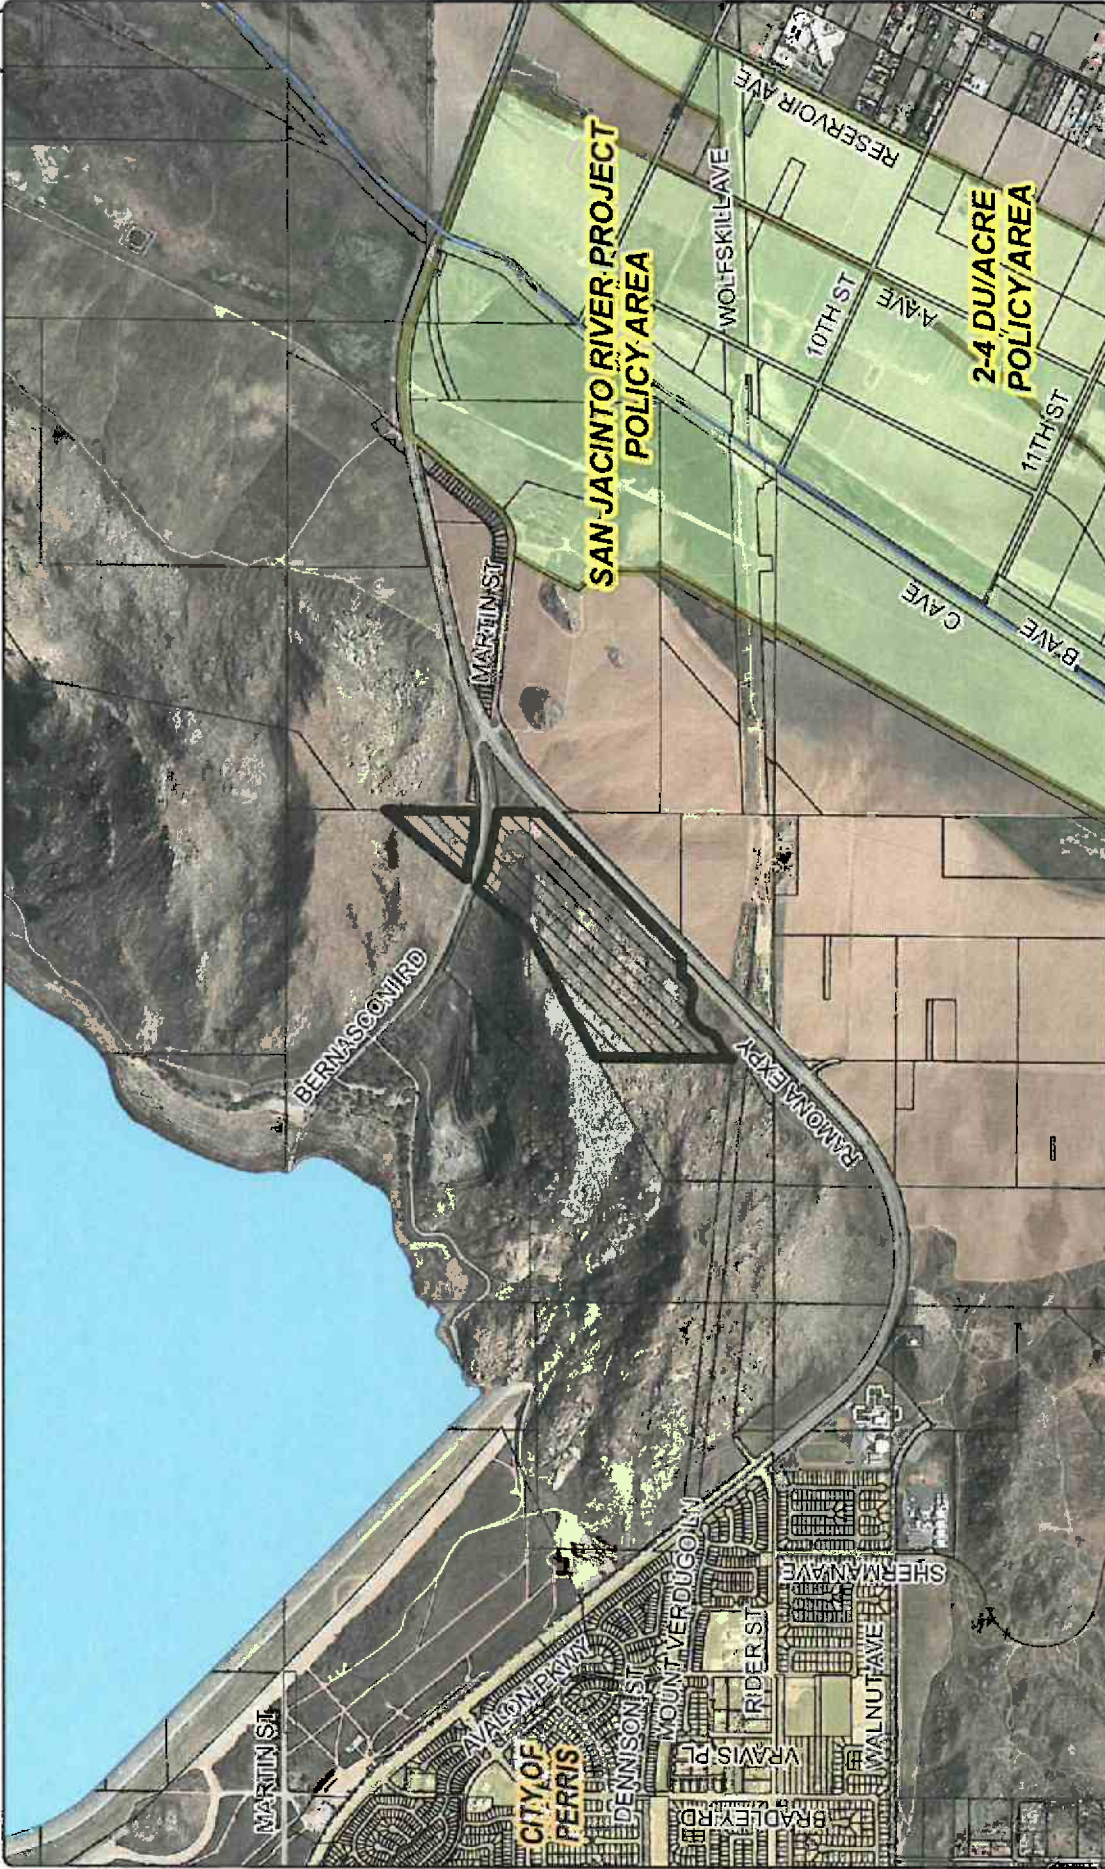 RESERVOIR AVE
SAN JACINTO RIVER PROJECT
POLICY AREA
WOLFSKILL AVE
10TH ST
A AVE
2-4 DU/ACRE
POLICY AREA
11TH ST
C AVE
B AVE
MARTIN ST
BERNASCONI RD
RAMONA EXPY
MARTIN ST
AVALON PKWY
CITY OF
PERRIS
DENNISON ST
MOUNT VERDUGO LN
RIDER ST
SHERMAN AVE
VRAVIS PL
BRADLEY RD
WALNUT AVE